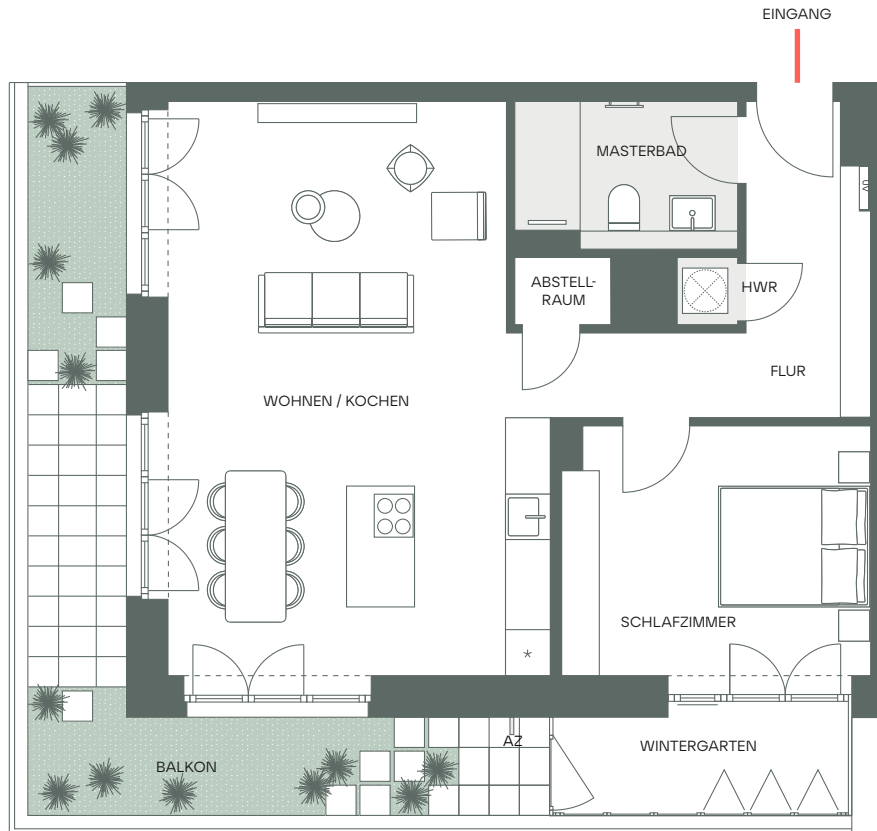 EINGANG
MASTERBAD
ABSTELL-
RAUM
HWR
FLUR
WOHNEN / KOCHEN
SCHLAFZIMMER
*
AZ
WINTERGARTEN
BALKON